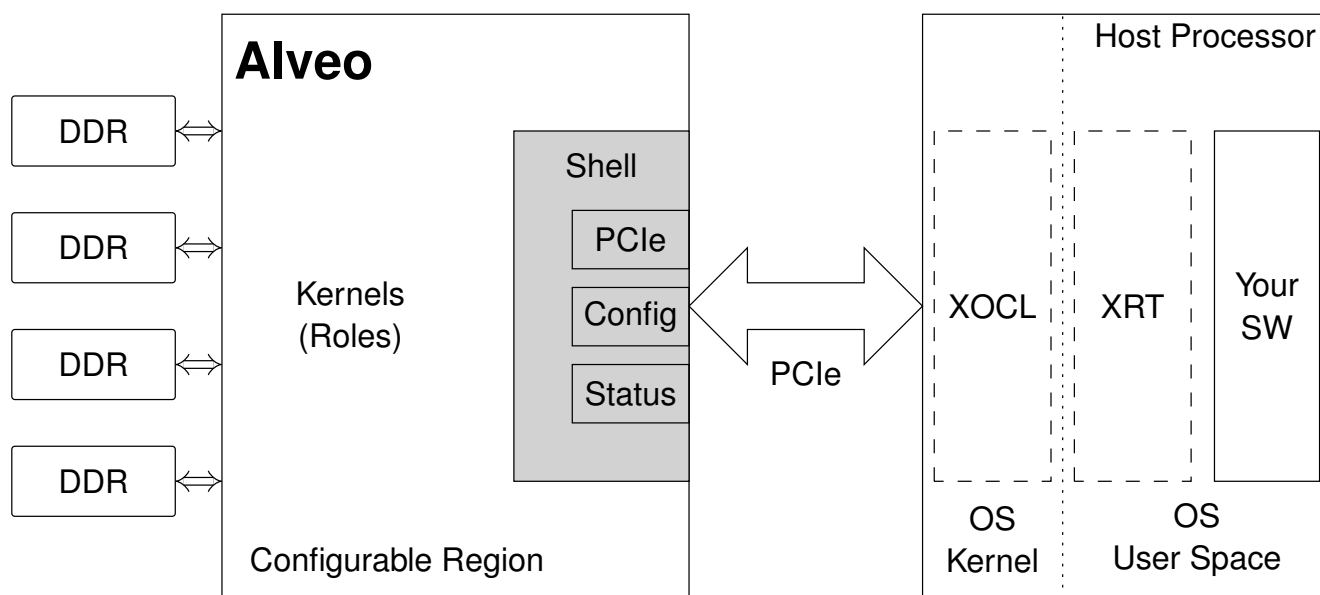 Alveo
DDR
DDR
DDR
DDR
Kernels
(Roles)
Configurable Region
Shell
PCIe
Config
Status
PCIe
Host Processor
XOCL
XRT
Your
SW
OS
Kernel
OS
User Space